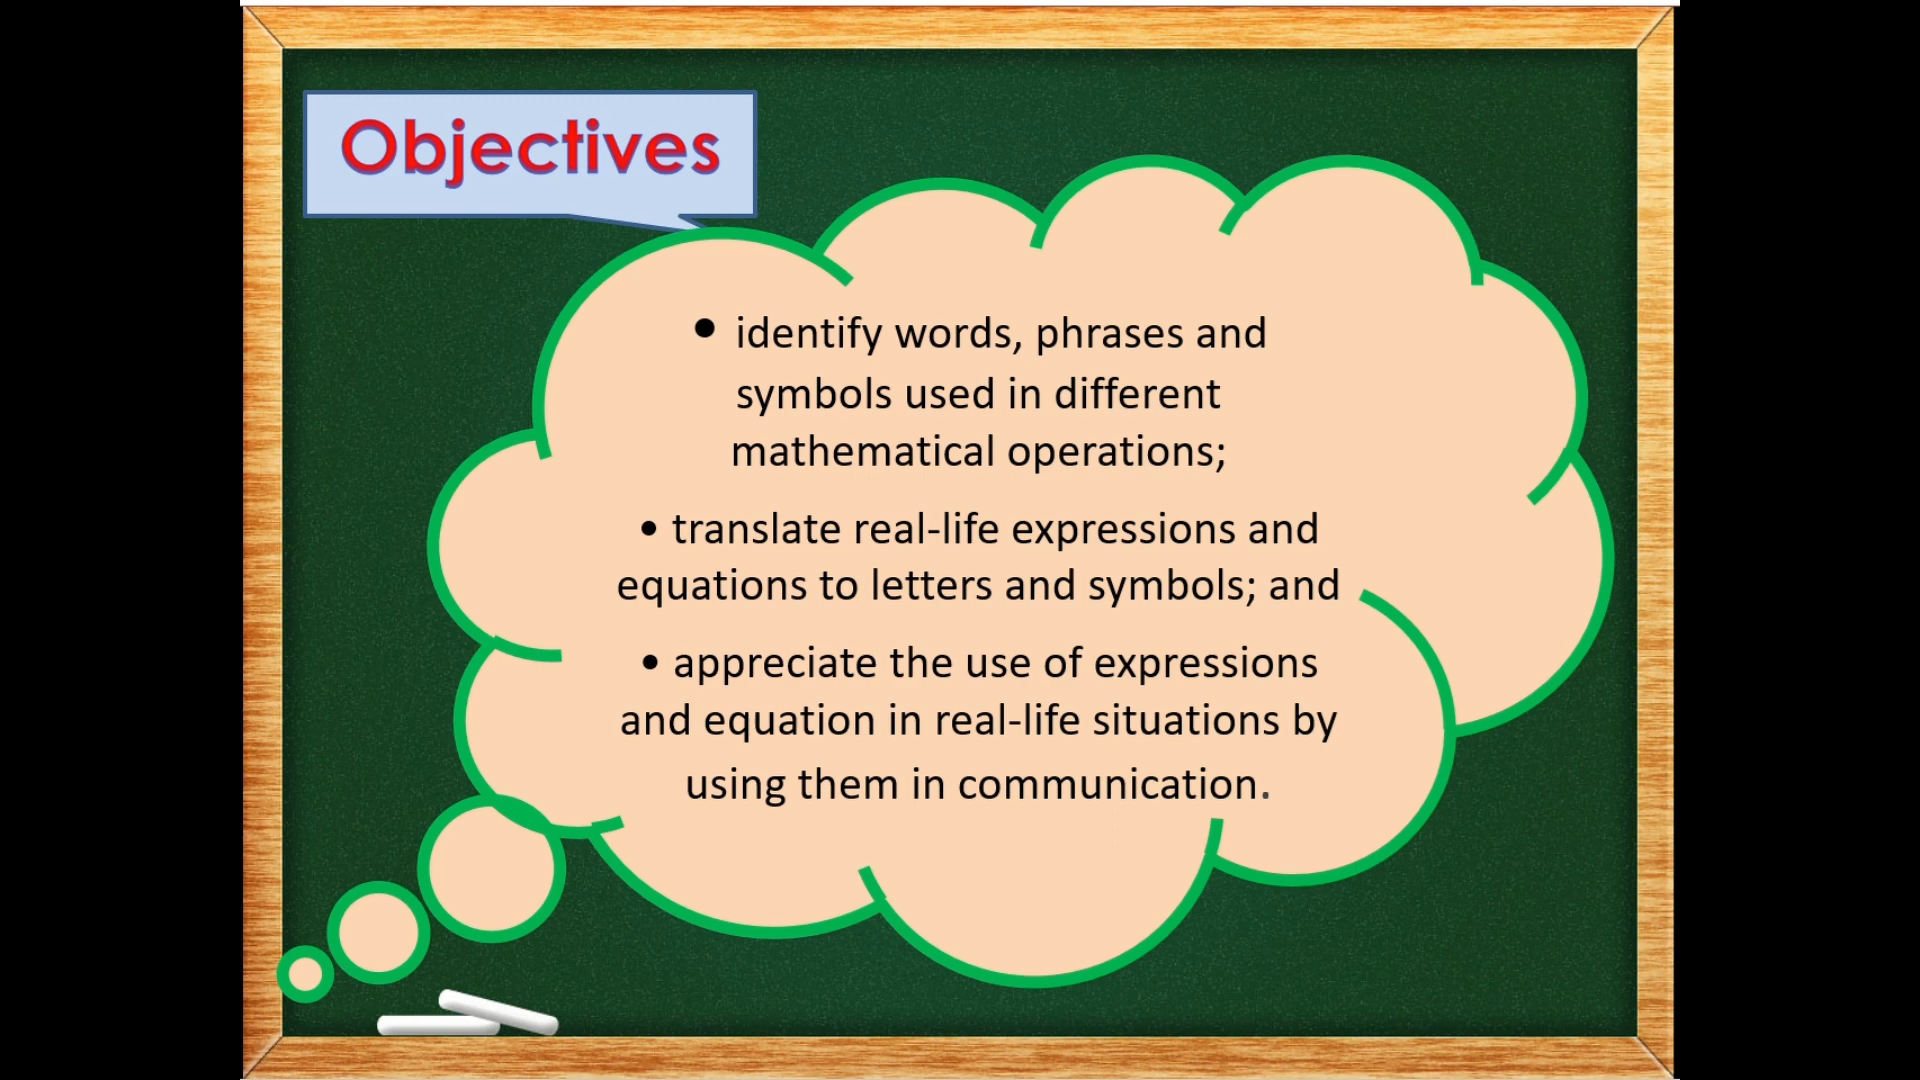 Objectives
• identify words, phrases and
symbols used in different
mathematical operations;
• translate real-life expressions and
equations to letters and symbols; and
• appreciate the use of expressions
and equation in real-life situations by
using them in communication.